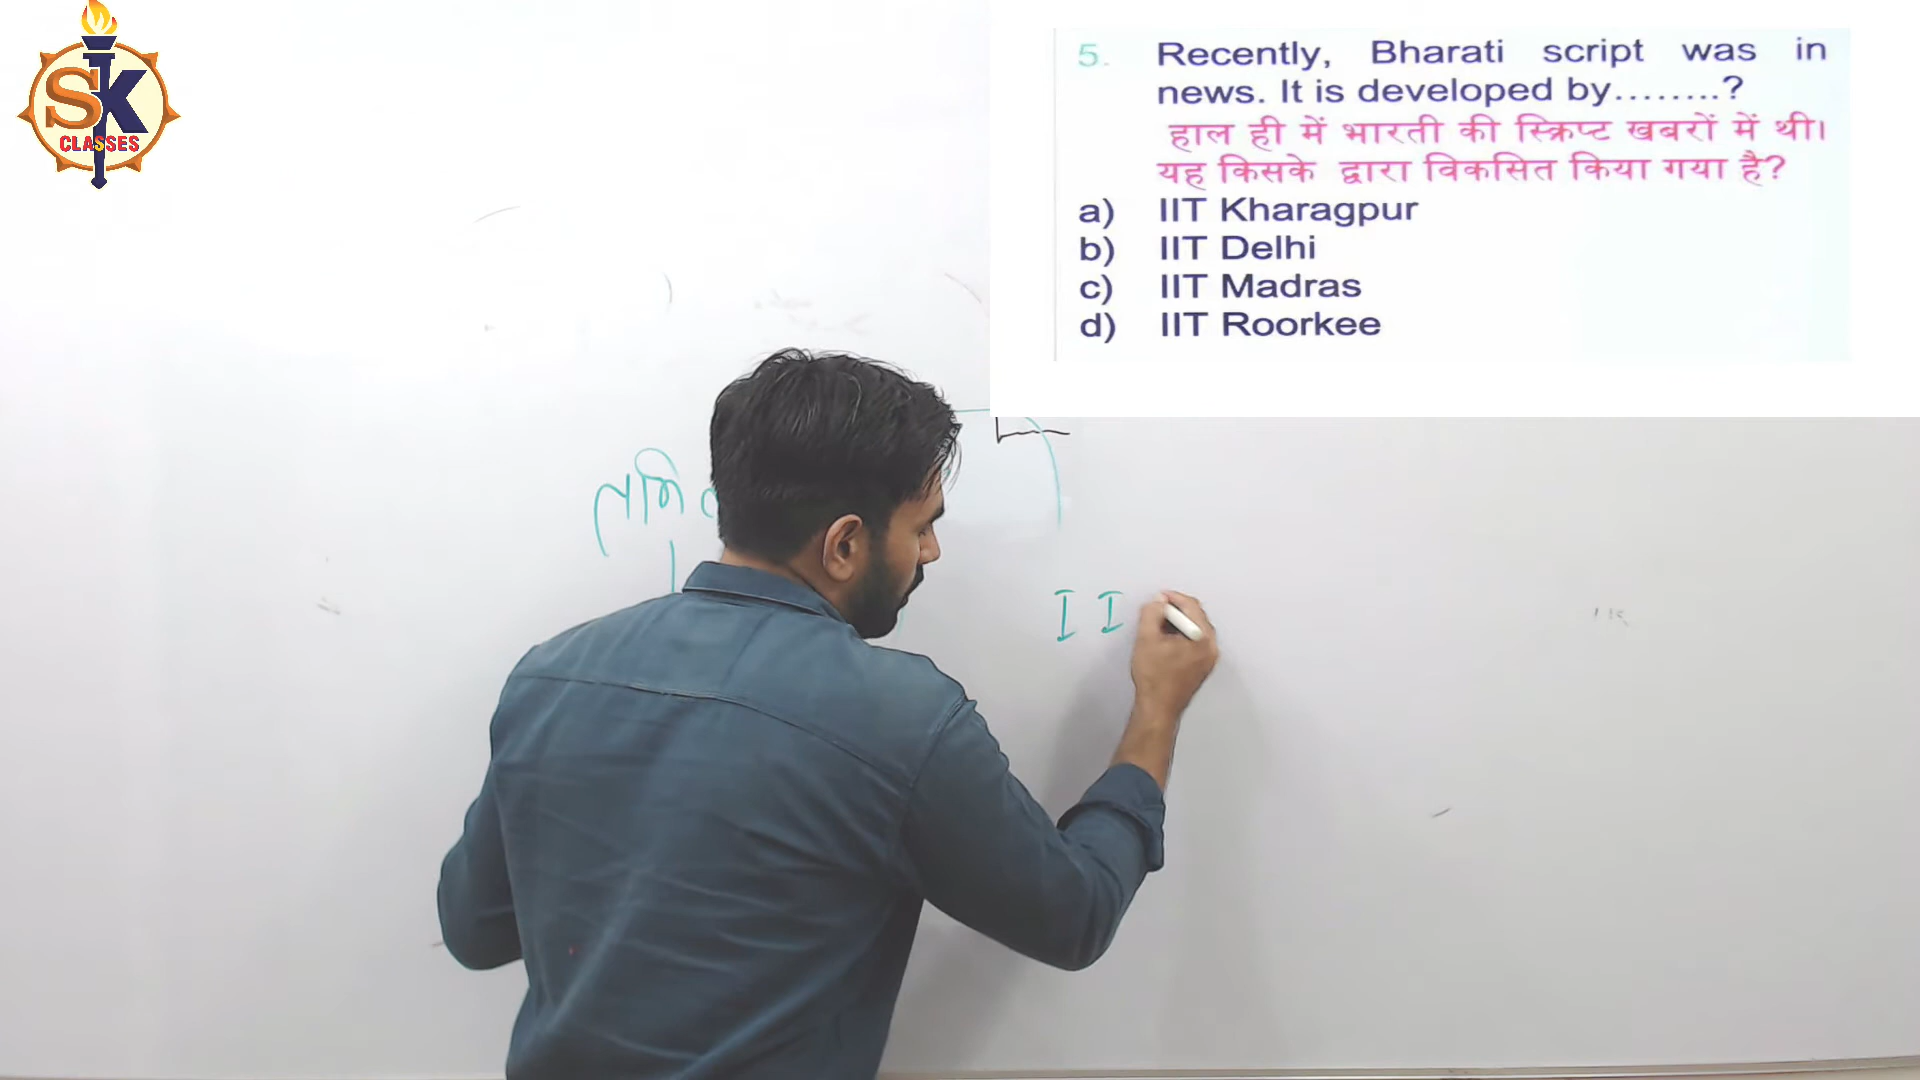 SK
CLASSES
5. Recently, Bharati script was in
news. It is developed by........?
हाल ही में भारती की स्क्रिप्ट खबरों में थी।
यह किसके द्वारा विकसित किया गया है?
a) IIT Kharagpur
b) IIT Delhi
c) IIT Madras
d) IIT Roorkee
I I